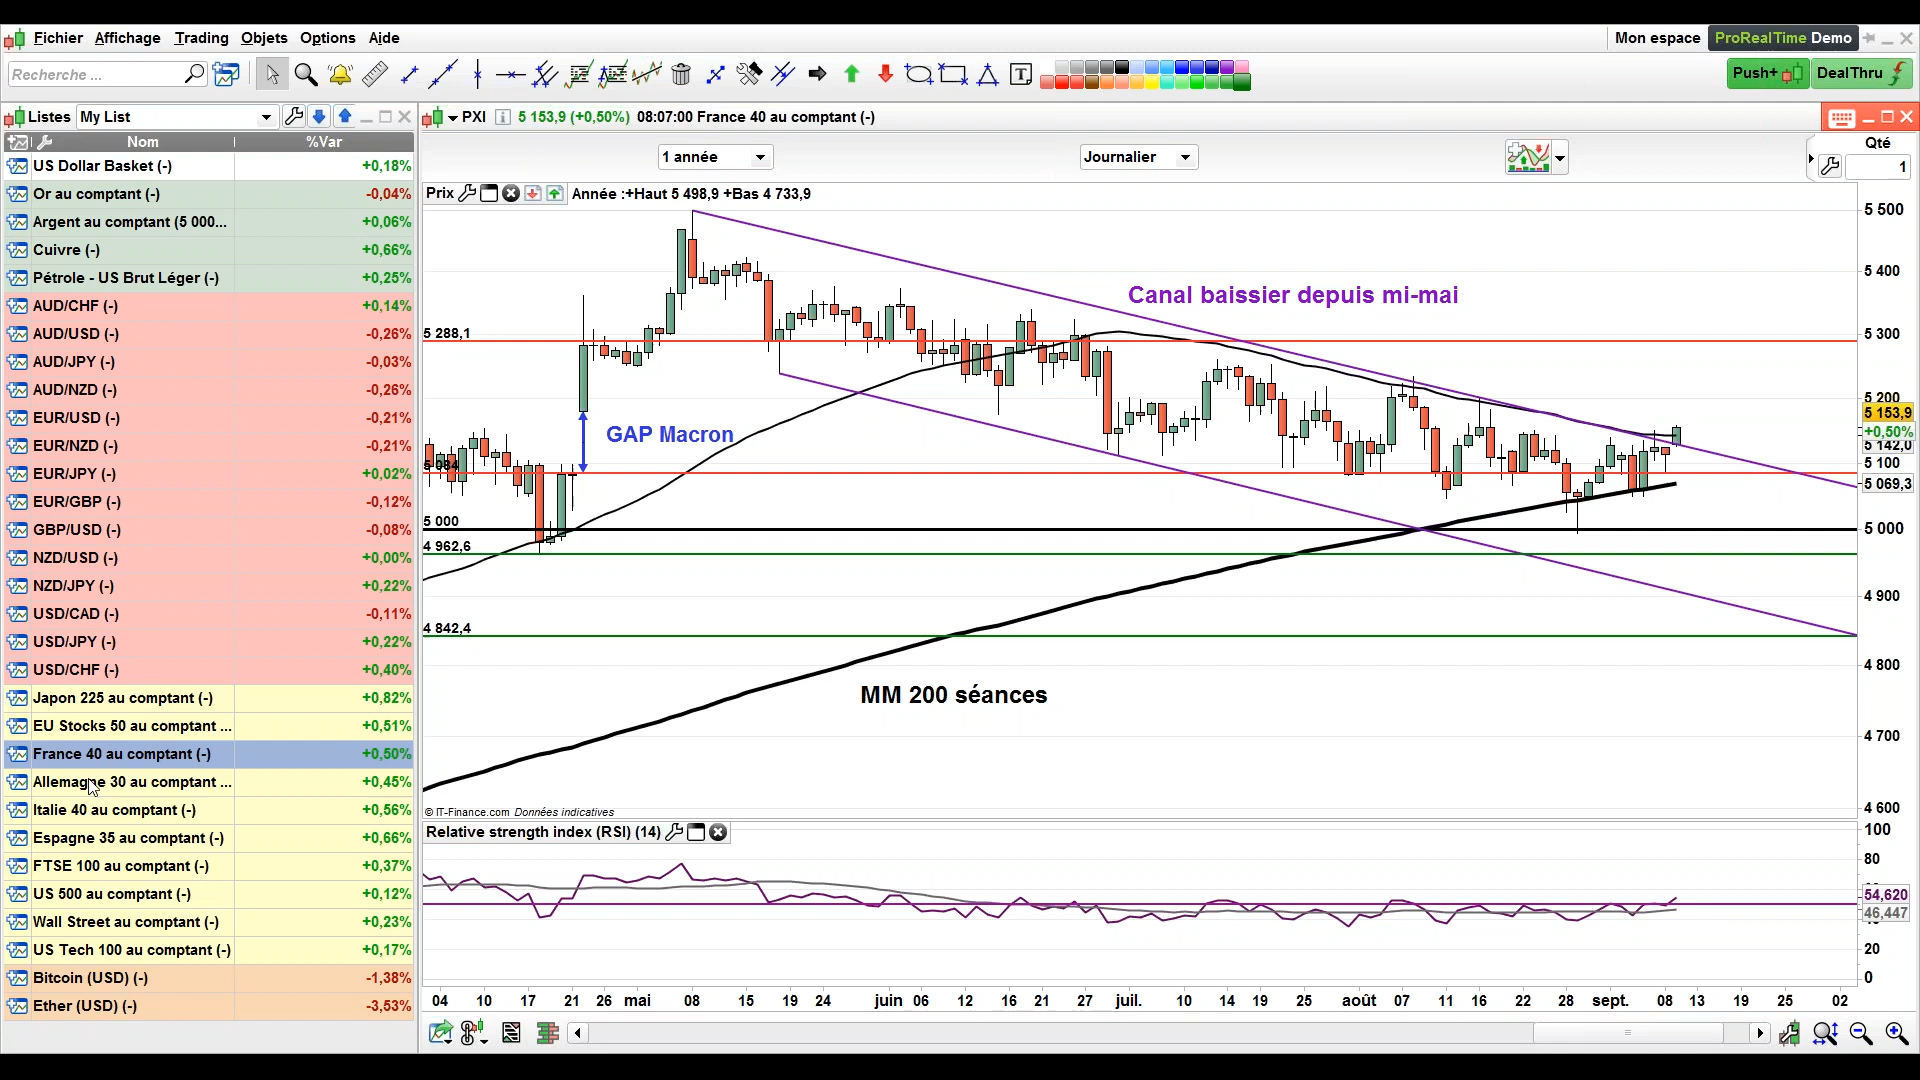 Fichier Affichage Trading Objets Options Aide
Mon espace ProRealTime Demo
Recherche ...
T
Push+ DealThru
Listes My List
PXI 5 153,9 (+0,50%) 08:07:00 France 40 au comptant (-)
Nom %Var
1 année Journalier
Qté
1
US Dollar Basket (-) +0,18%
Or au comptant (-) -0,04%
Argent au comptant (5 000... +0,06%
Cuivre (-) +0,66%
Pétrole - US Brut Léger (-) +0,25%
AUD/CHF (-) +0,14%
AUD/USD (-) -0,26%
AUD/JPY (-) -0,03%
AUD/NZD (-) -0,26%
EUR/USD (-) -0,21%
EUR/NZD (-) -0,21%
EUR/JPY (-) +0,02%
EUR/GBP (-) -0,12%
GBP/USD (-) -0,08%
NZD/USD (-) +0,00%
NZD/JPY (-) +0,22%
USD/CAD (-) -0,11%
USD/JPY (-) +0,22%
USD/CHF (-) +0,40%
Japon 225 au comptant (-) +0,82%
EU Stocks 50 au comptant ... +0,51%
France 40 au comptant (-) +0,50%
Allemagne 30 au comptant ... +0,45%
Italie 40 au comptant (-) +0,56%
Espagne 35 au comptant (-) +0,66%
FTSE 100 au comptant (-) +0,37%
US 500 au comptant (-) +0,12%
Wall Street au comptant (-) +0,23%
US Tech 100 au comptant (-) +0,17%
Bitcoin (USD) (-) -1,38%
Ether (USD) (-) -3,53%
Prix Année :+Haut 5 498,9 +Bas 4 733,9
Canal baissier depuis mi-mai
5 288,1
GAP Macron
5 084
5 000
4 962,6
4 842,4
MM 200 séances
5 500
5 400
5 300
5 200
5 153,9
+0,50%
5 142,0
5 100
5 069,3
5 000
4 900
4 800
4 700
4 600
© IT-Finance.com Données indicatives
Relative strength index (RSI) (14)
100
80
54,620
46,447
20
0
04 10 17 21 26 mai 08 15 19 24 juin 06 12 16 21 27 juil. 10 14 19 25 août 07 11 16 22 28 sept. 08 13 19 25 02